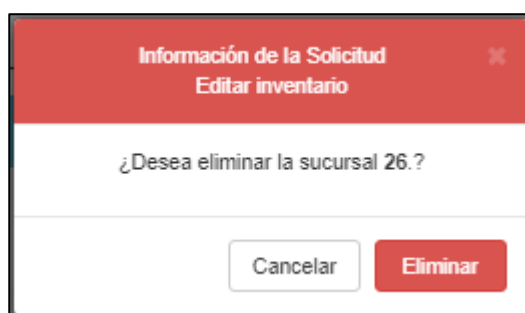 Información de la Solicitud
Editar inventario
¿Desea eliminar la sucursal 26.?
Cancelar
Eliminar